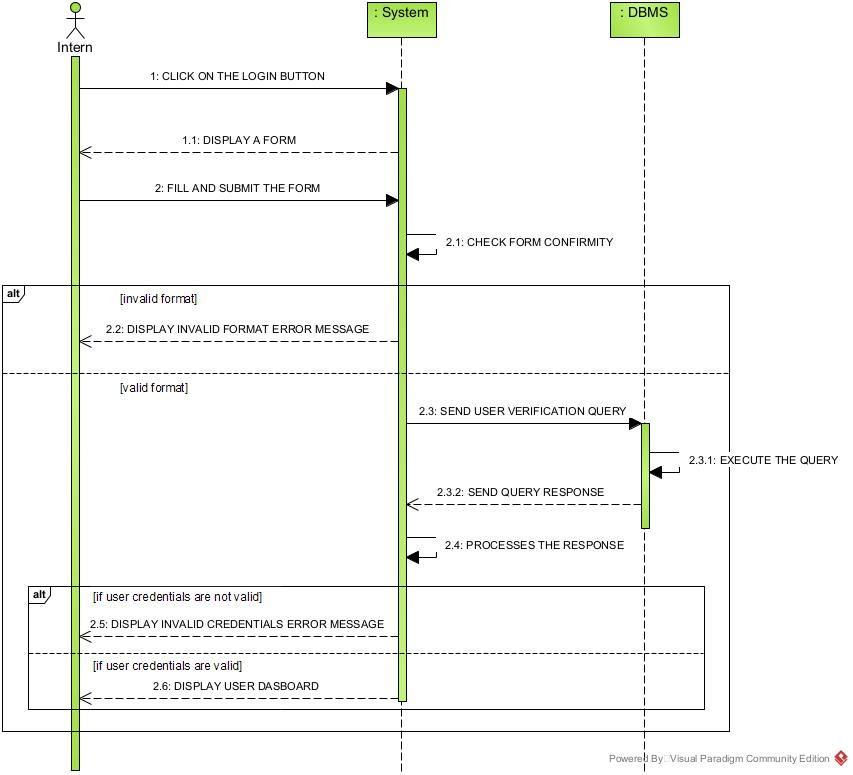 : System
: DBMS
Intern
1: CLICK ON THE LOGIN BUTTON
1.1: DISPLAY A FORM
2: FILL AND SUBMIT THE FORM
2.1: CHECK FORM CONFIRMITY
alt
[invalid format]
2.2: DISPLAY INVALID FORMAT ERROR MESSAGE
[valid format]
2.3: SEND USER VERIFICATION QUERY
2.3.1: EXECUTE THE QUERY
2.3.2: SEND QUERY RESPONSE
2.4: PROCESSES THE RESPONSE
alt
[if user credentials are not valid]
2.5: DISPLAY INVALID CREDENTIALS ERROR MESSAGE
[if user credentials are valid]
2.6: DISPLAY USER DASBOARD
Powered By Visual Paradigm Community Edition